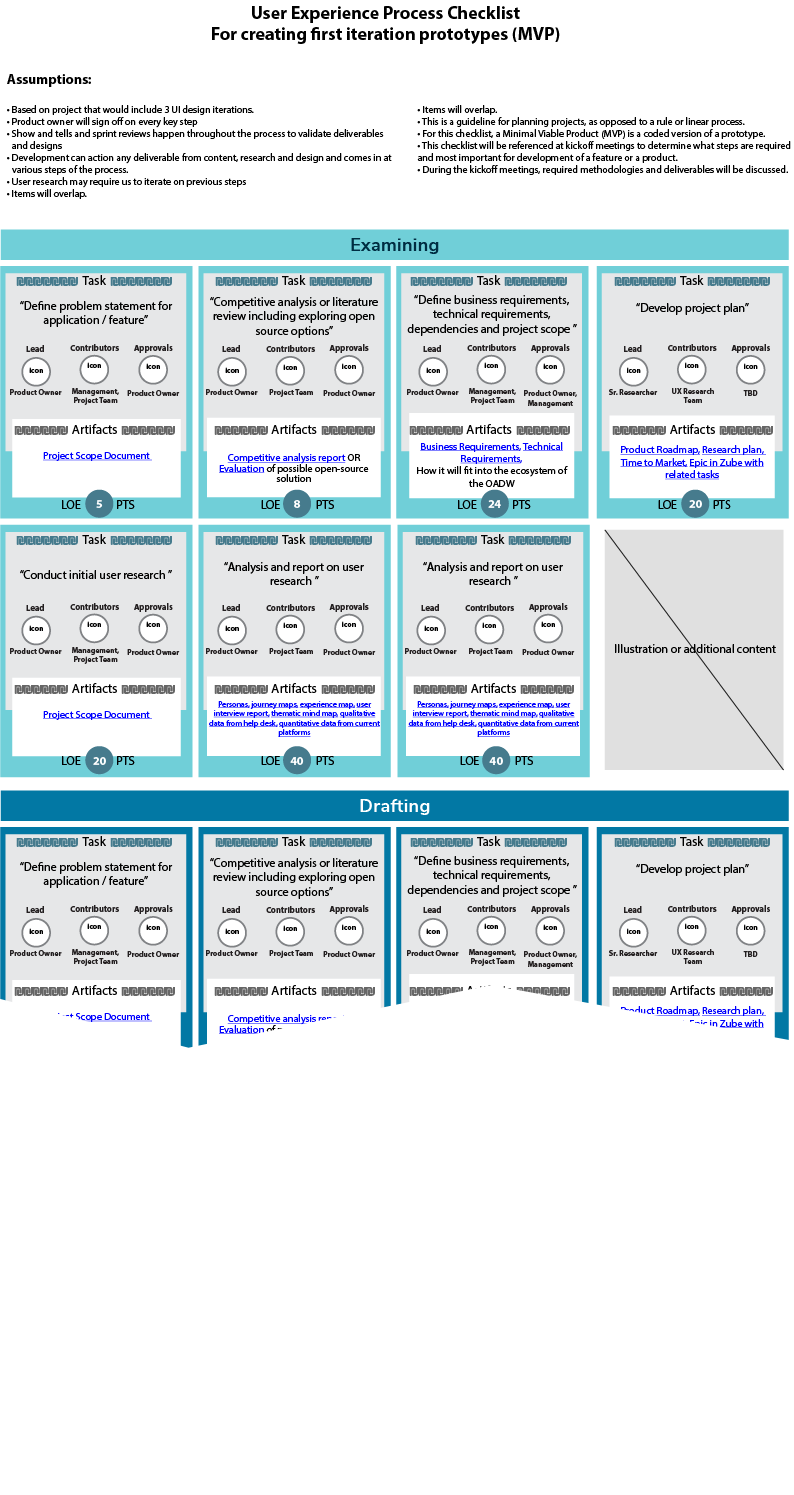 User Experience Process Checklist
For creating first iteration prototypes (MVP)
Assumptions:
• Based on project that would include 3 UI design iterations.
• Product owner will sign off on every key step
• Show and tells and sprint reviews happen throughout the process to validate deliverables
and designs
• Development can action any deliverable from content, research and design and comes in at
various steps of the process.
• User research may require us to iterate on previous steps
• Items will overlap.
• Items will overlap.
• This is a guideline for planning projects, as opposed to a rule or linear process.
• For this checklist, a Minimal Viable Product (MVP) is a coded version of a prototype.
• This checklist will be referenced at kickoff meetings to determine what steps are required
and most important for development of a feature or a product.
• During the kickoff meetings, required methodologies and deliverables will be discussed.
Examining
Task
“Define problem statement for
application / feature”
Lead Contributors Approvals
icon icon icon
Product Owner Management, Product Owner
Project Team
Artifacts
Project Scope Document
LOE 5 PTS
Task
“Competitive analysis or literature
review including exploring open
source options”
Lead Contributors Approvals
icon icon icon
Product Owner Project Team Product Owner
Artifacts
Competitive analysis report OR
Evaluation of possible open-source
solution
LOE 8 PTS
Task
“Define business requirements,
technical requirements,
dependencies and project scope ”
Lead Contributors Approvals
icon icon icon
Product Owner Management, Product Owner,
Project Team Management
Artifacts
Business Requirements, Technical
Requirements,
How it will fit into the ecosystem of
the OADW
LOE 24 PTS
Task
“Develop project plan”
Lead Contributors Approvals
icon icon icon
Sr. Researcher UX Research TBD
Team
Artifacts
Product Roadmap, Research plan,
Time to Market, Epic in Zube with
related tasks
LOE 20 PTS
Task
“Conduct initial user research ”
Lead Contributors Approvals
icon icon icon
Product Owner Management, Product Owner
Project Team
Artifacts
Project Scope Document
LOE 20 PTS
Task
“Analysis and report on user
research ”
Lead Contributors Approvals
icon icon icon
Product Owner Project Team Product Owner
Artifacts
Personas, journey maps, experience map, user
interview report, thematic mind map, qualitative
data from help desk, quantitative data from current
platforms
LOE 40 PTS
Task
“Analysis and report on user
research ”
Lead Contributors Approvals
icon icon icon
Product Owner Project Team Product Owner
Artifacts
Personas, journey maps, experience map, user
interview report, thematic mind map, qualitative
data from help desk, quantitative data from current
platforms
LOE 40 PTS
Illustration or additional content
Drafting
Task
“Define problem statement for
application / feature”
Lead Contributors Approvals
icon icon icon
Product Owner Management, Product Owner
Project Team
Artifacts
Scope Document
Task
“Competitive analysis or literature
review including exploring open
source options”
Lead Contributors Approvals
icon icon icon
Product Owner Project Team Product Owner
Artifacts
Competitive analysis
Evaluation of
Task
“Define business requirements,
technical requirements,
dependencies and project scope ”
Lead Contributors Approvals
icon icon icon
Product Owner Management, Product Owner,
Project Team Management
Task
“Develop project plan”
Lead Contributors Approvals
icon icon icon
Sr. Researcher UX Research TBD
Team
Artifacts
Product Roadmap, Research plan,
Epic in Zube with